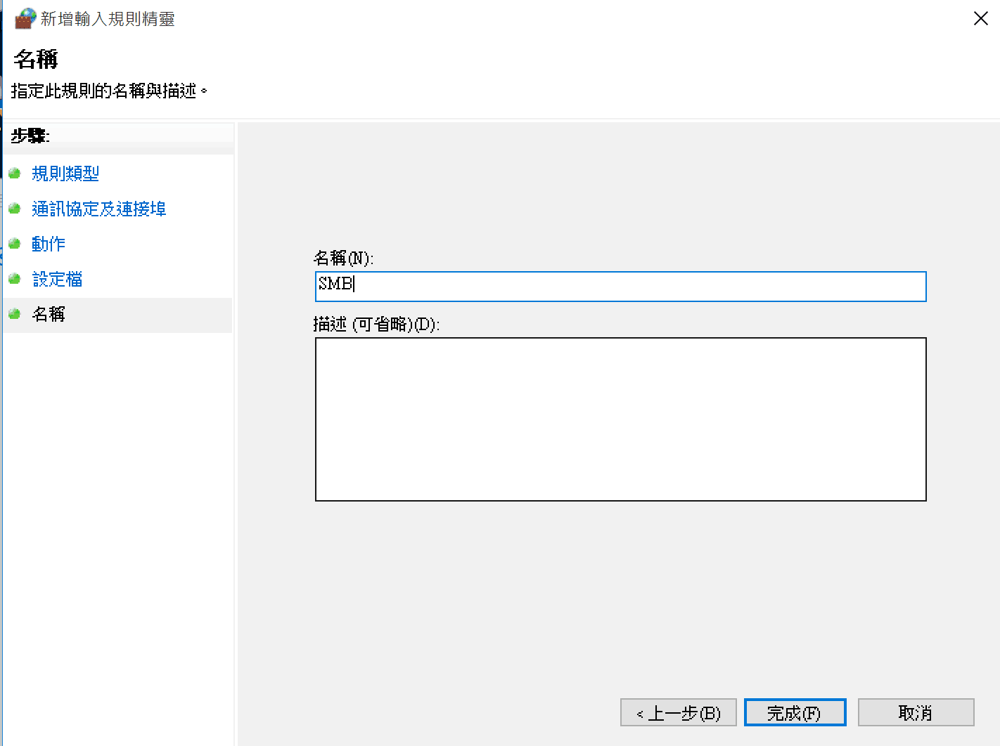 新增輸入規則精靈
名稱
指定此規則的名稱與描述。
步驟:
規則類型
通訊協定及連接埠
動作
設定檔
名稱
名稱(N):
SMB
描述 (可省略)(D):
< 上一步(B)
完成(F)
取消